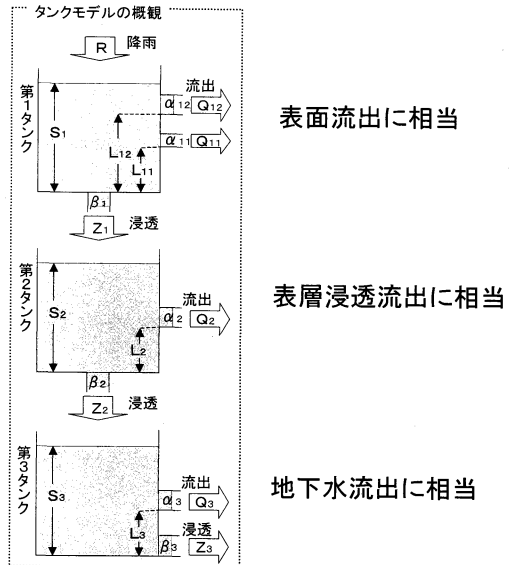 タンクモデルの概観
R 降雨
第1タンク
S1
L12
L11
流出
α12 Q12
α11 Q11
β1
Z1 浸透
表面流出に相当
第2タンク
S2
L2
流出
α2 Q2
β2
Z2 浸透
表層浸透流出に相当
第3タンク
S3
L3
流出
α3 Q3
浸透
β3 Z3
地下水流出に相当